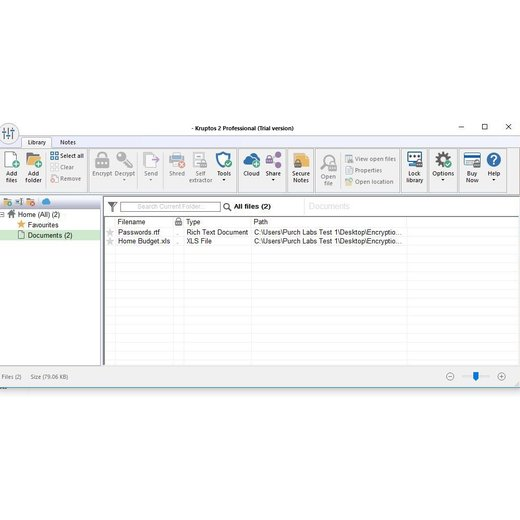 - Kruptos 2 Professional (Trial version)
Library Notes
Add files
Add folder
Select all
Clear
Remove
Encrypt
Decrypt
Send
Shred
Self extractor
Tools
Cloud
Share
Secure Notes
Open file
View open files
Properties
Open location
Lock library
Options
Buy Now
Help
Home (All) (2)
Favourites
Documents (2)
Search Current Folder...
All files (2)
Documents
Filename Type Path
Passwords.rtf . Rich Text Document C:\Users\Purch Labs Test 1\Desktop\Encryptio...
Home Budget.xls . XLS File C:\Users\Purch Labs Test 1\Desktop\Encryptio...
Files (2) Size (79.06 KB)